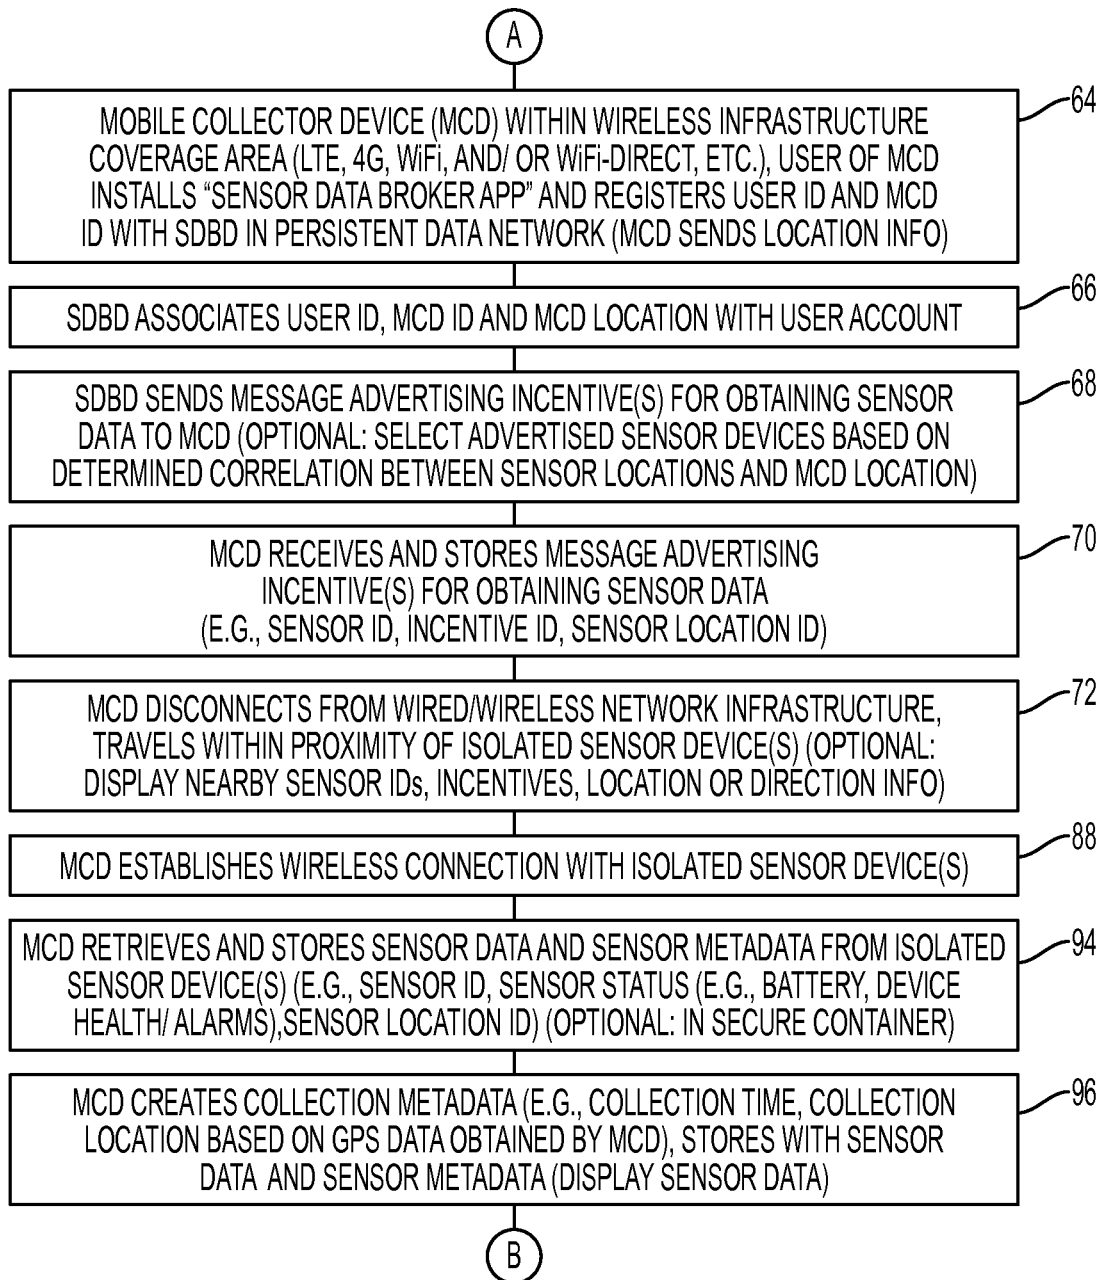 A
MOBILE COLLECTOR DEVICE (MCD) WITHIN WIRELESS INFRASTRUCTURE
COVERAGE AREA (LTE, 4G, WiFi, AND/ OR WiFi-DIRECT, ETC.), USER OF MCD
INSTALLS “SENSOR DATA BROKER APP” AND REGISTERS USER ID AND MCD
ID WITH SDBD IN PERSISTENT DATA NETWORK (MCD SENDS LOCATION INFO)
64
SDBD ASSOCIATES USER ID, MCD ID AND MCD LOCATION WITH USER ACCOUNT
66
SDBD SENDS MESSAGE ADVERTISING INCENTIVE(S) FOR OBTAINING SENSOR
DATA TO MCD (OPTIONAL: SELECT ADVERTISED SENSOR DEVICES BASED ON
DETERMINED CORRELATION BETWEEN SENSOR LOCATIONS AND MCD LOCATION)
68
MCD RECEIVES AND STORES MESSAGE ADVERTISING
INCENTIVE(S) FOR OBTAINING SENSOR DATA
(E.G., SENSOR ID, INCENTIVE ID, SENSOR LOCATION ID)
70
MCD DISCONNECTS FROM WIRED/WIRELESS NETWORK INFRASTRUCTURE,
TRAVELS WITHIN PROXIMITY OF ISOLATED SENSOR DEVICE(S) (OPTIONAL:
DISPLAY NEARBY SENSOR IDs, INCENTIVES, LOCATION OR DIRECTION INFO)
72
MCD ESTABLISHES WIRELESS CONNECTION WITH ISOLATED SENSOR DEVICE(S)
88
MCD RETRIEVES AND STORES SENSOR DATA AND SENSOR METADATA FROM ISOLATED
SENSOR DEVICE(S) (E.G., SENSOR ID, SENSOR STATUS (E.G., BATTERY, DEVICE
HEALTH/ ALARMS),SENSOR LOCATION ID) (OPTIONAL: IN SECURE CONTAINER)
94
MCD CREATES COLLECTION METADATA (E.G., COLLECTION TIME, COLLECTION
LOCATION BASED ON GPS DATA OBTAINED BY MCD), STORES WITH SENSOR
DATA AND SENSOR METADATA (DISPLAY SENSOR DATA)
96
B